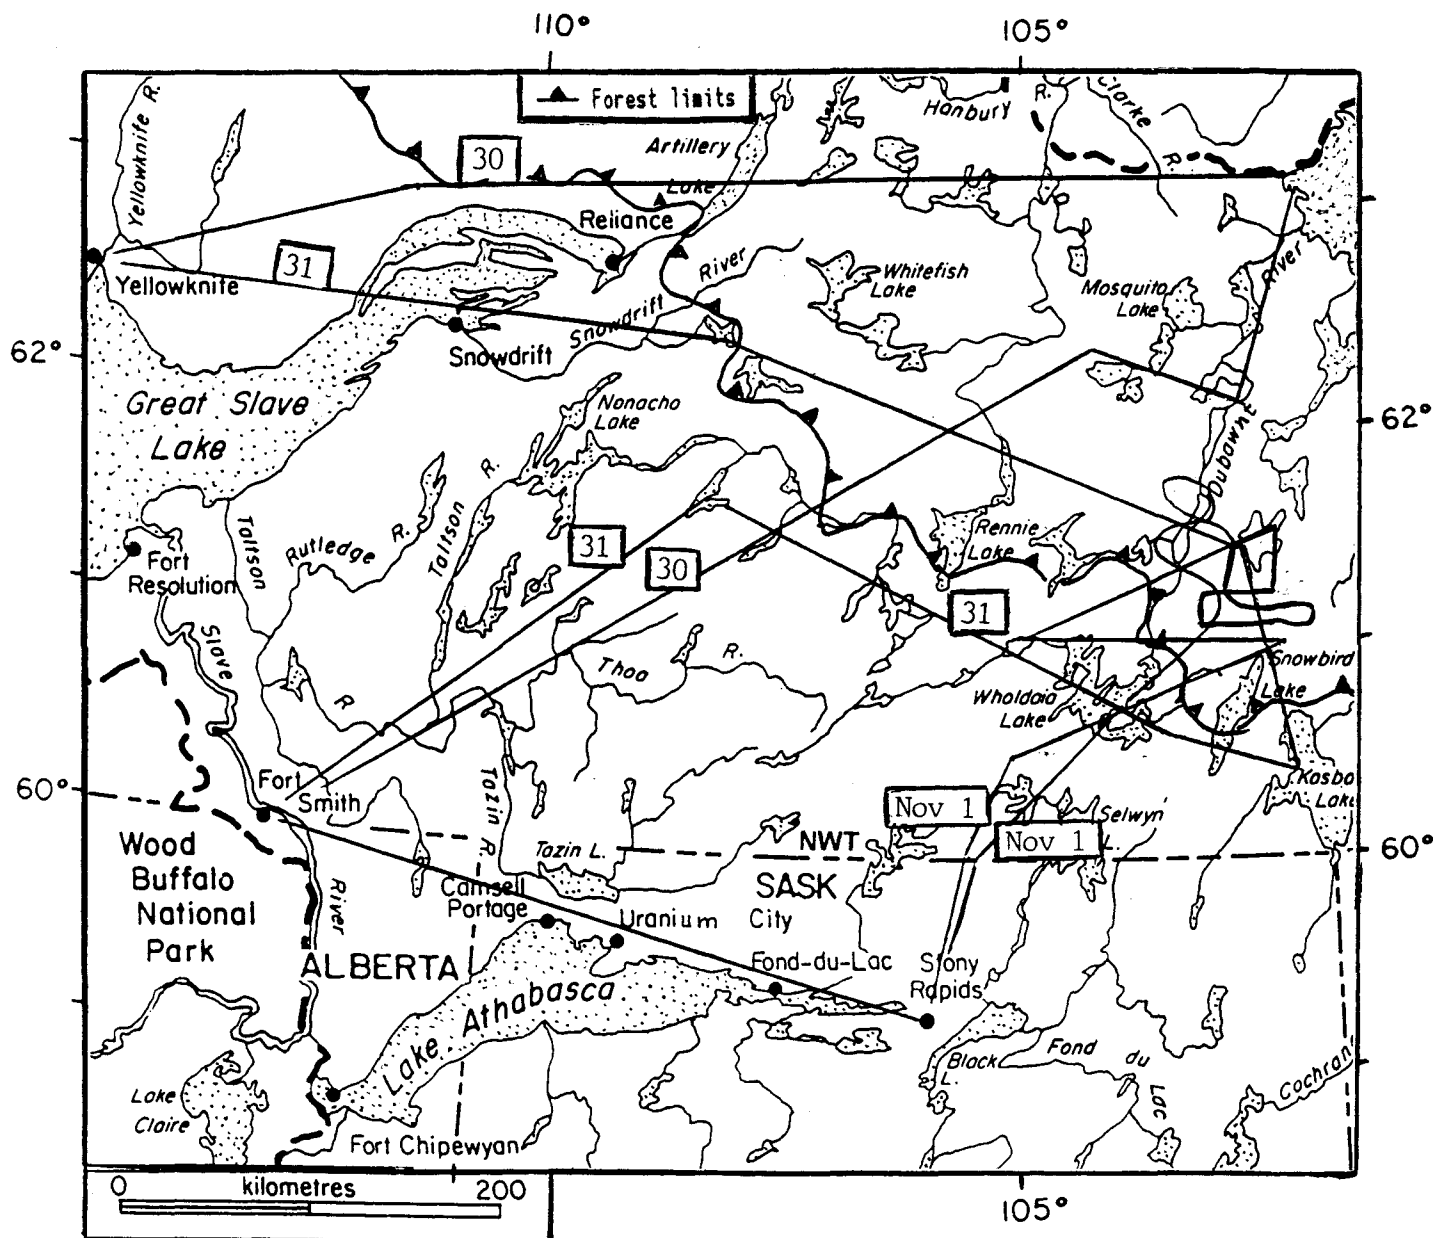 110°
105°
Forest limits
Yellowknife R.
30
Artillery
Lake
Hanbury
R.
Clarke
R.
Reliance
31
Yellowknife
River
Snowdrift
Whitefish
Lake
Mosquito
Lake
River
62°
Snowdrift
62°
Great Slave
Lake
Nonacho
Lake
Dubawnt
Taltson
R.
Rutledge
R.
Taltson
31
30
Rennie
Lake
Fort
Resolution
31
Slave
Thoa
R.
R
Snowbird
Lake
Wholdaia
Lake
60°
Fort
Smith
Tazin R
Kasba
Lake
Nov 1
Nov 1
Selwyn
L.
60°
Wood
Buffalo
National
Park
River
Tazin L.
NWT
SASK
Camsell
Portage
Uranium
City
ALBERTA
Fond-du-Lac
Stony
Rapids
Lake Athabasca
Black
L.
Fond du Lac
Cochran
Lake
Claire
Fort Chipewyan
0 kilometres 200
105°